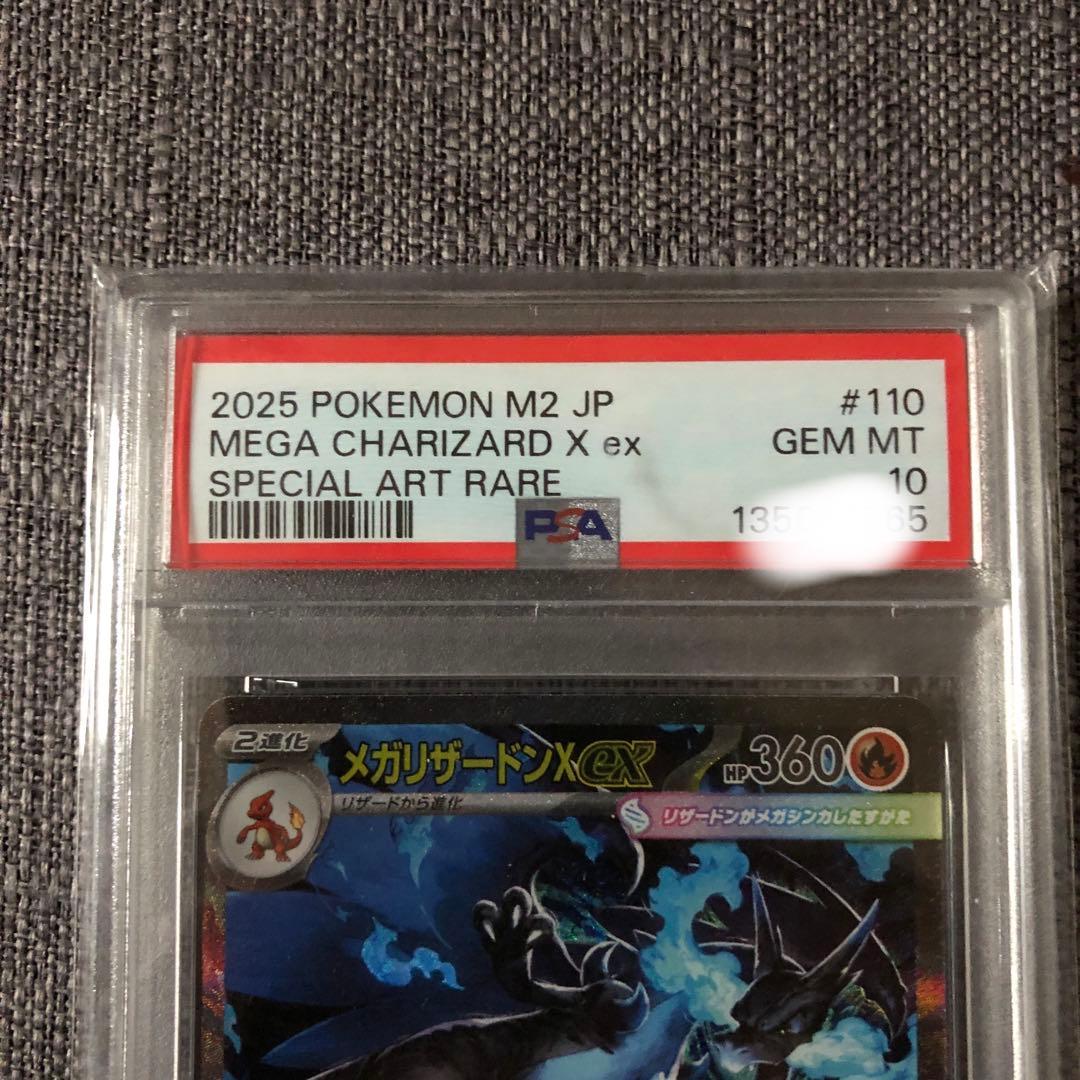 2025 POKEMON M2 JP #110
MEGA CHARIZARD X ex GEM MT
SPECIAL ART RARE 10
PSA
2進化
メガリザードンXex HP360
リザードから進化
リザードンがメガシンカしたすがた